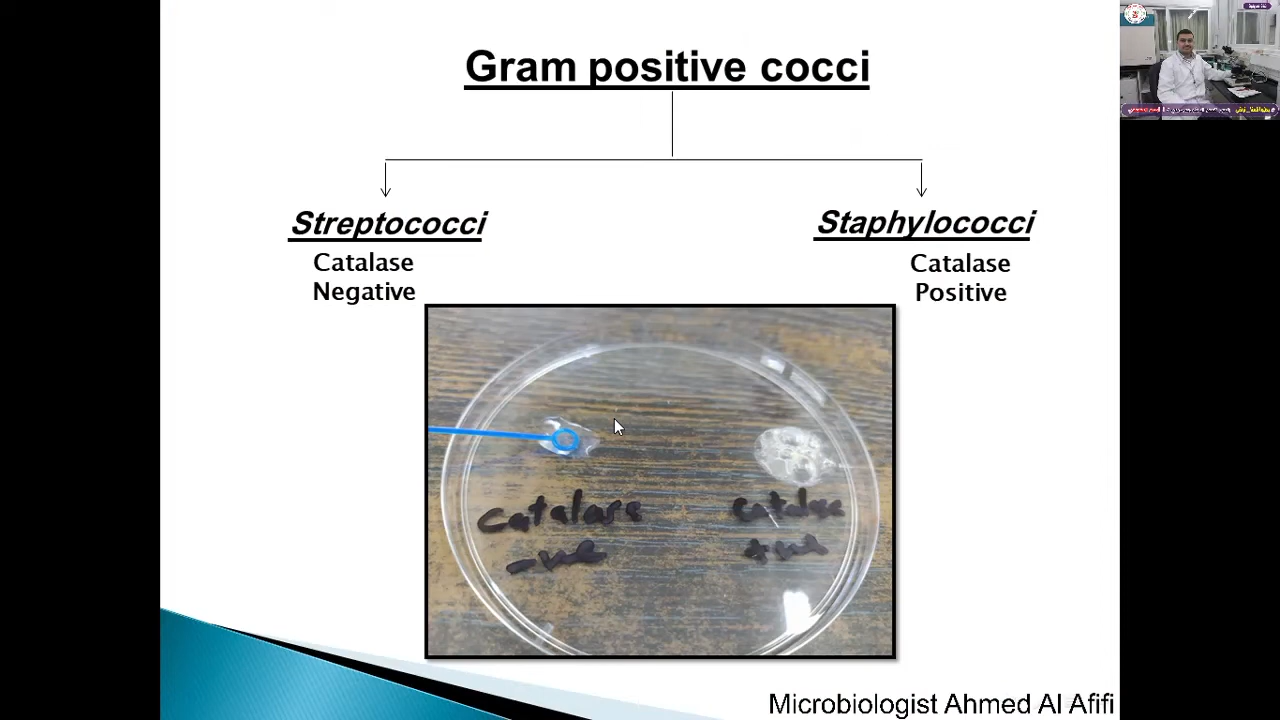 Gram positive cocci
Streptococci
Staphylococci
Catalase
Negative
Catalase
Positive
Catalase
-ve
Catalase
+ve
Microbiologist Ahmed Al Afifi